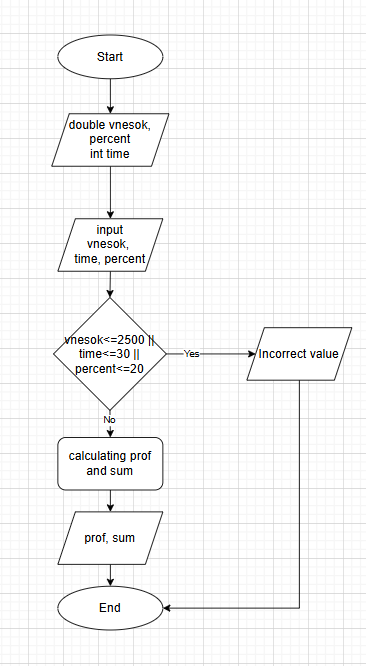 Start
double vnesok,
percent
int time
input
vnesok,
time, percent
vnesok<=2500 ||
time<=30 ||
percent<=20
Yes
Incorrect value
No
calculating prof
and sum
prof, sum
End